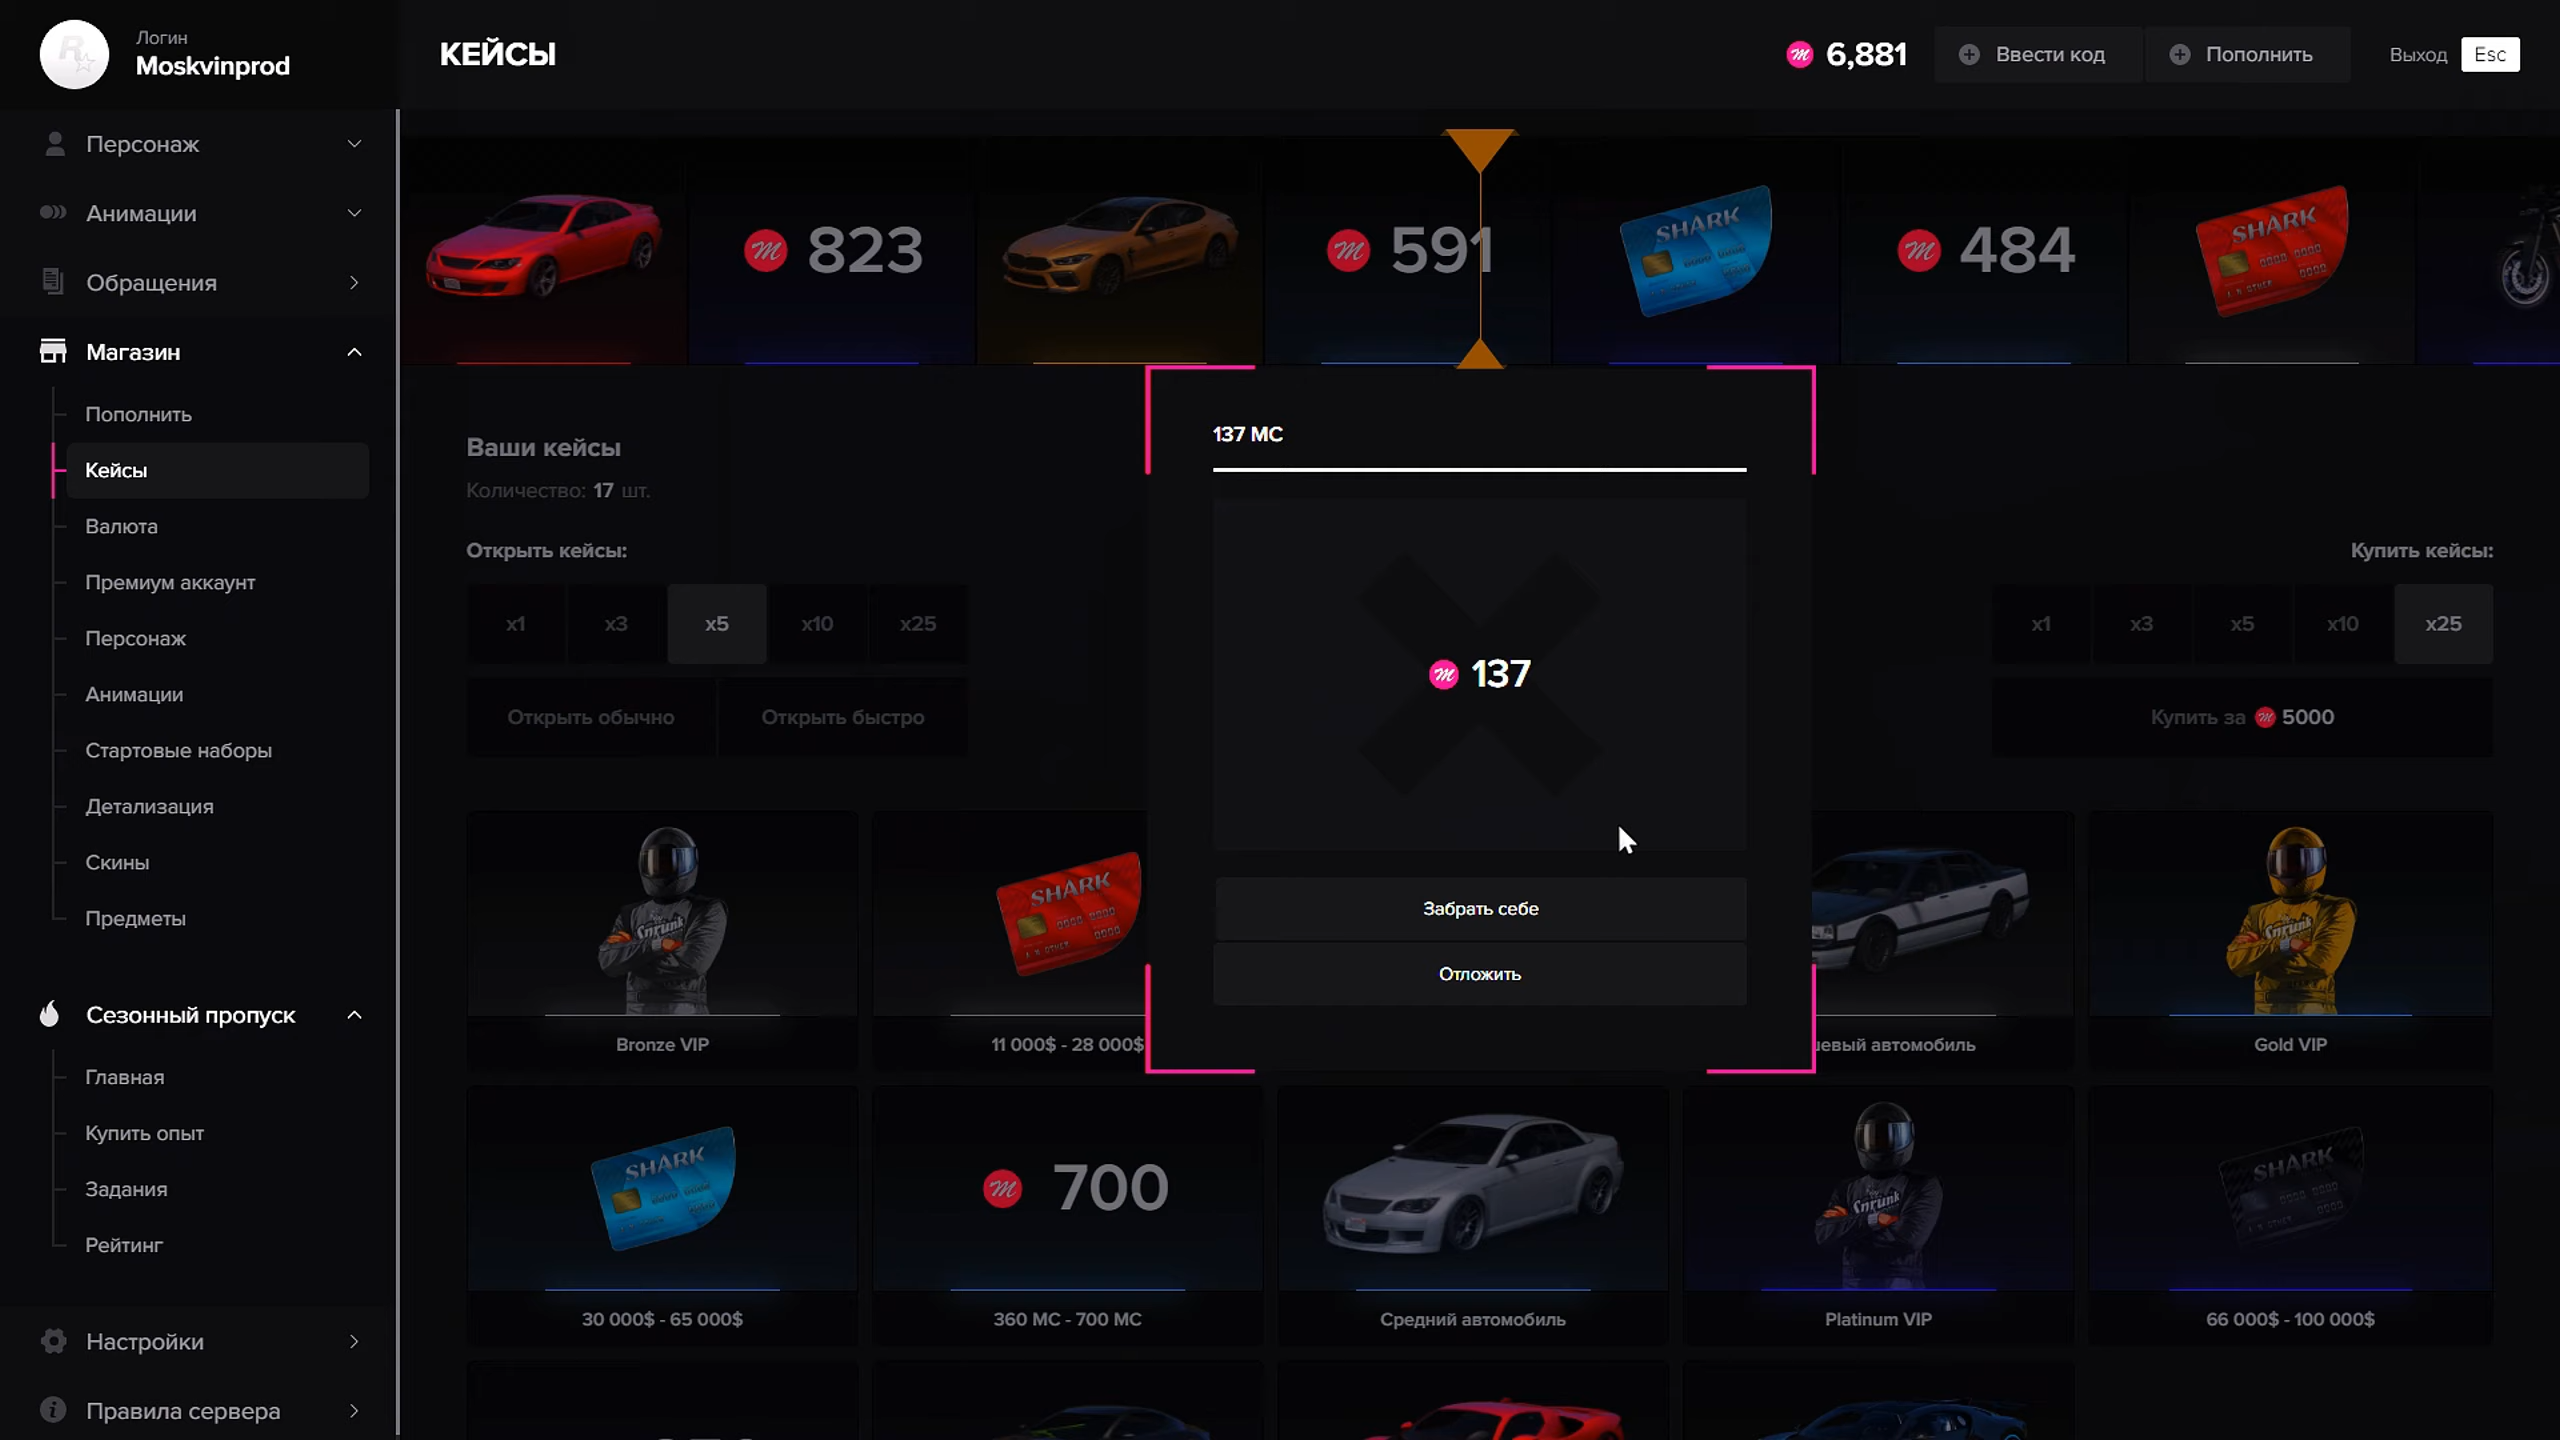 Логин
Moskvinprod
КЕЙСЫ
6,881
Ввести код
Пополнить
Выход
Esc
Персонаж
Анимации
Обращения
Магазин
Пополнить
Кейсы
Валюта
Премиум аккаунт
Персонаж
Анимации
Стартовые наборы
Детализация
Скины
Предметы
Сезонный пропуск
Главная
Купить опыт
Задания
Рейтинг
Настройки
Правила сервера
823
591
SHARK
484
SHARK
Ваши кейсы
Количество: 17 шт.
Открыть кейсы:
x1 x3 x5 x10 x25
Открыть обычно
Открыть быстро
137 MC
137
Забрать себе
Отложить
Купить кейсы:
x1 x3 x5 x10 x25
Купить за 5000
Sprunk
Bronze VIP
SHARK
11 000$ - 28 000$
автомобиль
Sprunk
Gold VIP
SHARK
30 000$ - 65 000$
700
360 MC - 700 MC
Средний автомобиль
Sprunk
Platinum VIP
SHARK
66 000$ - 100 000$